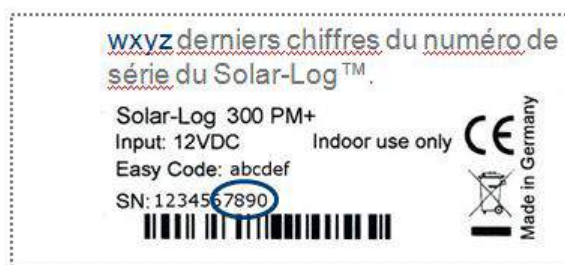 wxyz derniers chiffres du numéro de
série du Solar-Log™.
Solar-Log 300 PM+
Input: 12VDC Indoor use only CE
Easy Code: abcdef
SN: 1234567890
Made in Germany